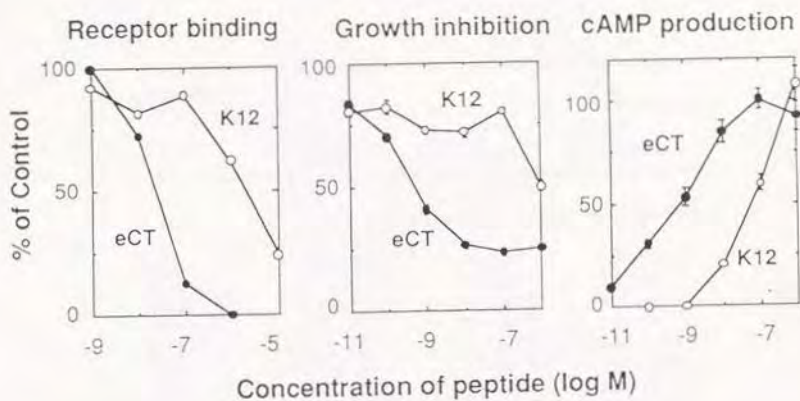 Receptor binding
Growth inhibition
cAMP production
% of Control
100
50
0
K12
eCT
-9
-7
-5
100
50
0
K12
eCT
-11
-9
-7
100
50
0
eCT
K12
-11
-9
-7
Concentration of peptide (log M)